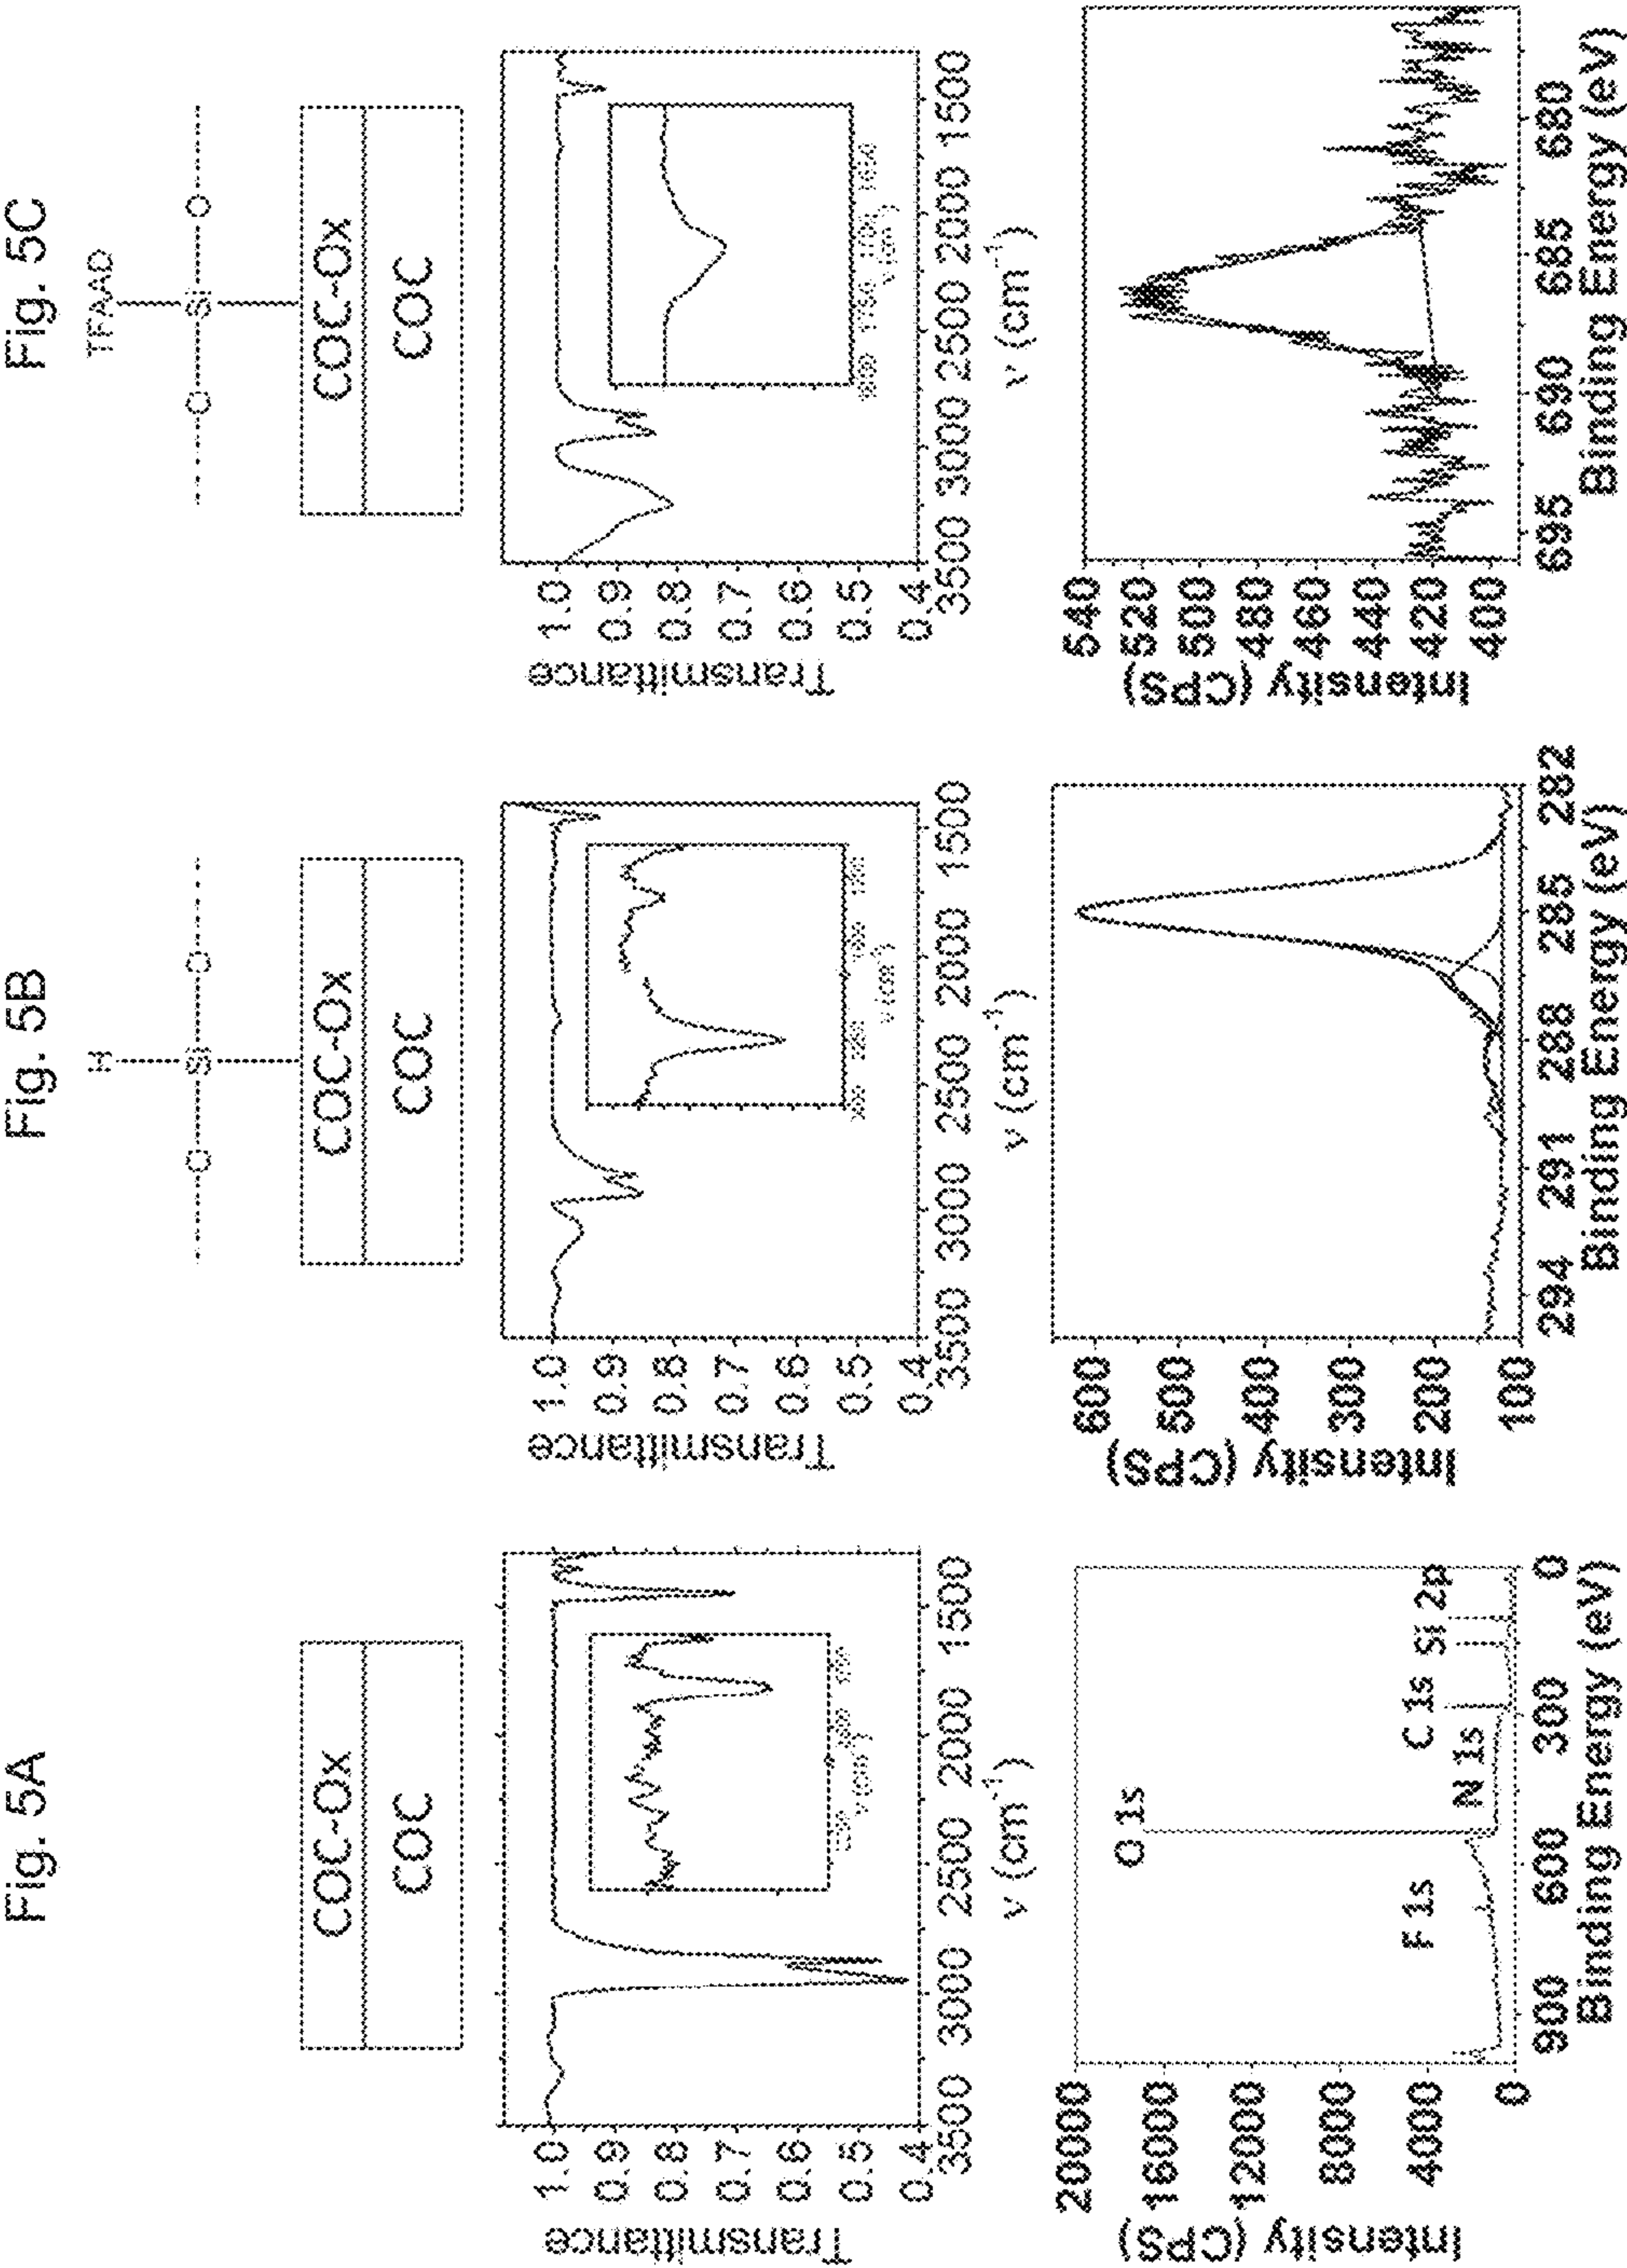 Fig. 5A
COC-Ox
COC
Transmittance
1.0
0.9
0.8
0.7
0.6
0.5
0.4
3500 3000 2500 2000 1500
ν (cm⁻¹)
Intensity (CPS)
20000
16000
12000
8000
4000
0
O 1s
F 1s
N 1s
C 1s
Si 2p
900 600 300 0
Binding Energy (eV)
Fig. 5B
H
O Si O
COC-Ox
COC
Transmittance
1.0
0.9
0.8
0.7
0.6
0.5
0.4
3500 3000 2500 2000 1500
ν (cm⁻¹)
Intensity (CPS)
600
500
400
300
200
100
294 291 288 285 282
Binding Energy (eV)
Fig. 5C
TFAAD
O Si O
COC-Ox
COC
Transmittance
1.0
0.9
0.8
0.7
0.6
0.5
0.4
3500 3000 2500 2000 1500
ν (cm⁻¹)
Intensity (CPS)
540
520
500
480
460
440
420
400
695 690 685 680
Binding Energy (eV)